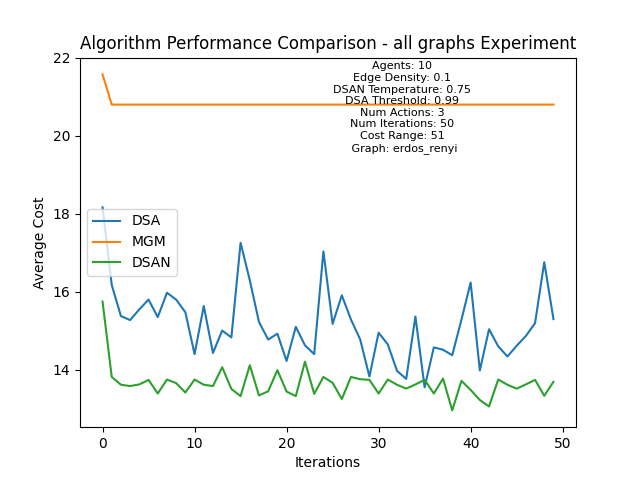 Algorithm Performance Comparison - all graphs Experiment
Agents: 10
Edge Density: 0.1
DSAN Temperature: 0.75
DSA Threshold: 0.99
Num Actions: 3
Num Iterations: 50
Cost Range: 51
Graph: erdos_renyi
22
20
18
16
14
Average Cost
DSA
MGM
DSAN
0 10 20 30 40 50
Iterations